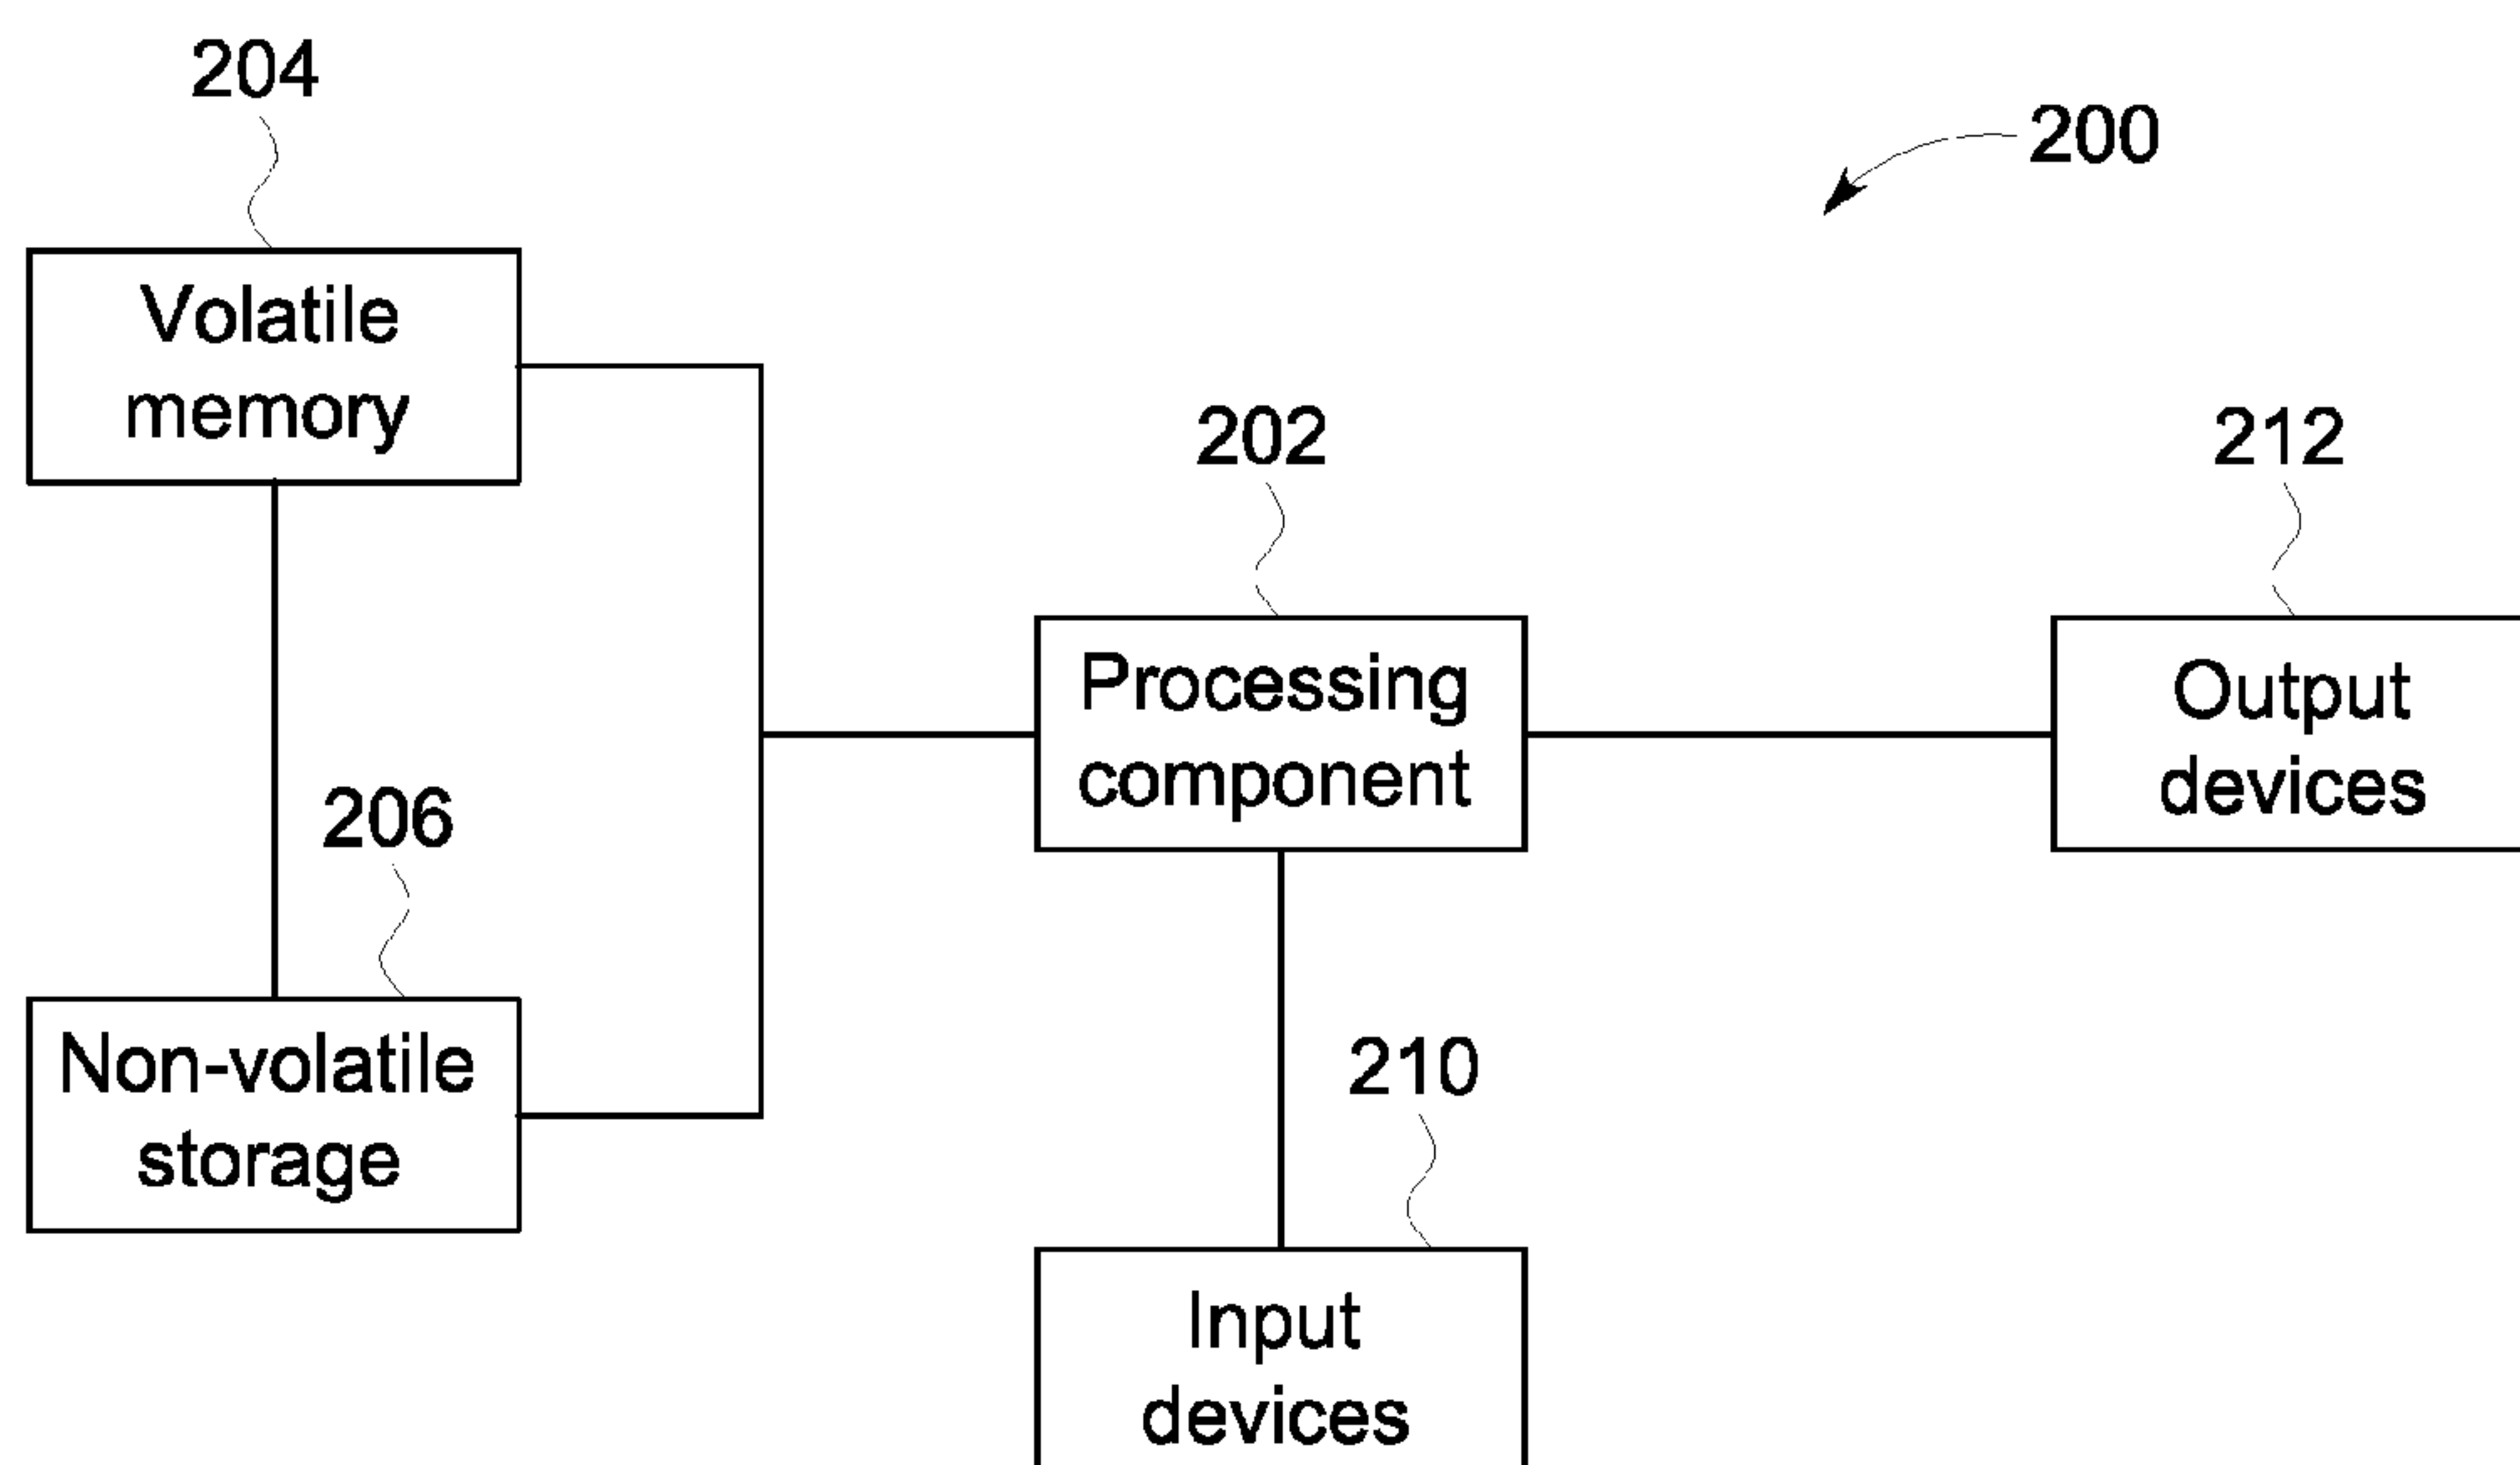 204
200
Volatile
memory
202
212
Processing
component
Output
devices
206
Non-volatile
storage
210
Input
devices